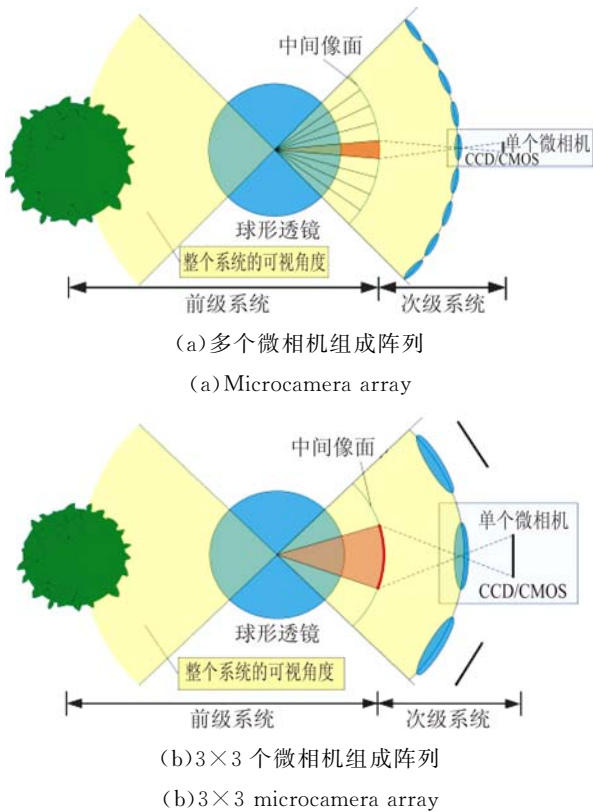 中间像面
单个微相机
CCD/CMOS
球形透镜
整个系统的可视角度
前级系统
次级系统
(a)多个微相机组成阵列
(a)Microcamera array
中间像面
单个微相机
CCD/CMOS
球形透镜
整个系统的可视角度
前级系统
次级系统
(b)3×3 个微相机组成阵列
(b)3×3 microcamera array